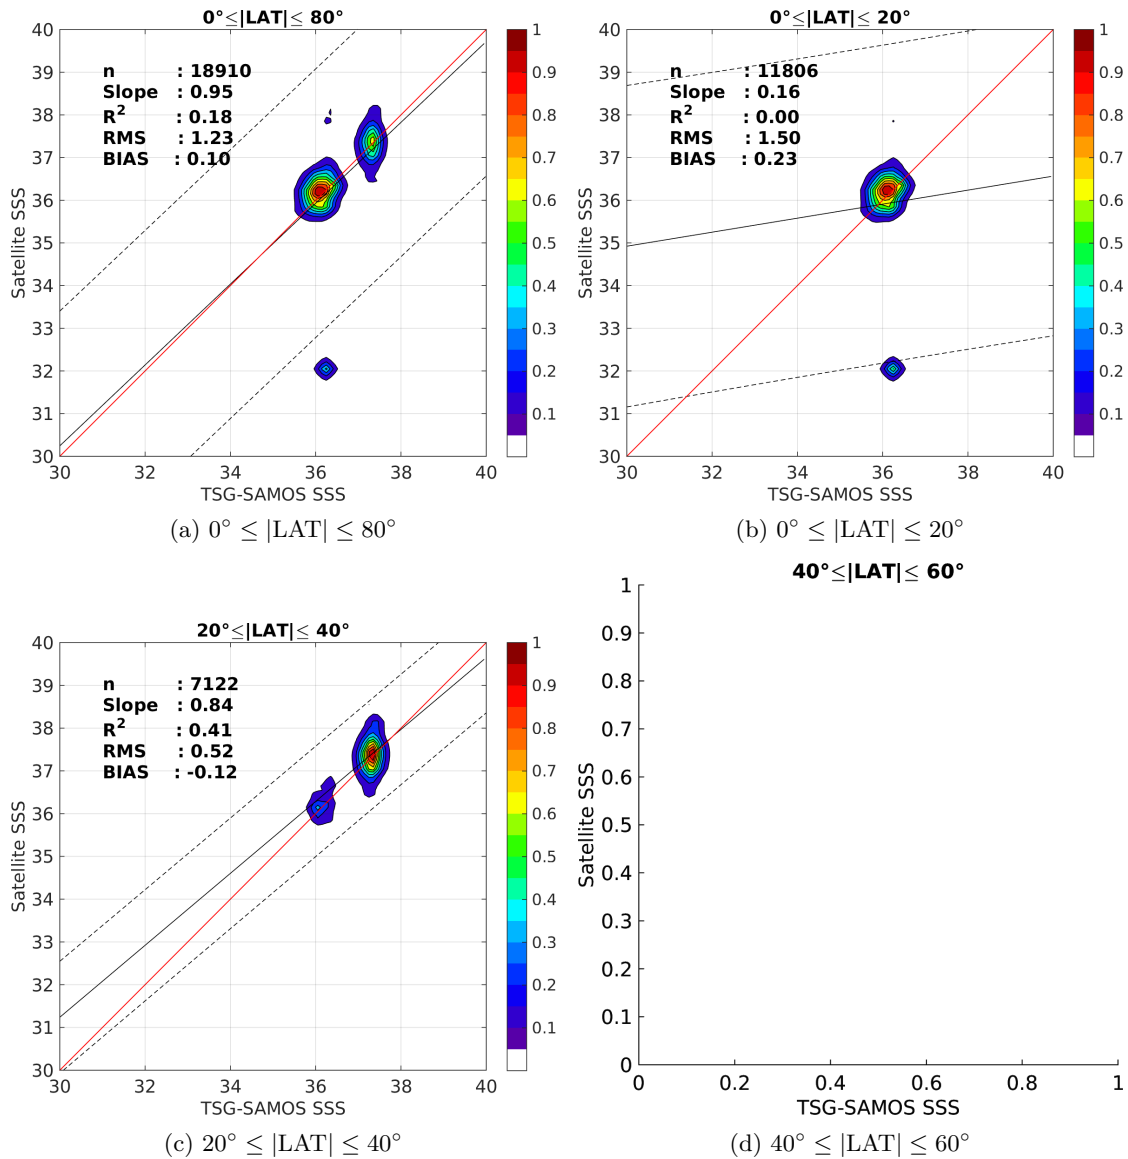 0°≤|LAT|≤ 80°
n : 18910
Slope : 0.95
R² : 0.18
RMS : 1.23
BIAS : 0.10
40
39
38
37
36
35
34
33
32
31
30
30 32 34 36 38 40
Satellite SSS
TSG-SAMOS SSS
1
0.9
0.8
0.7
0.6
0.5
0.4
0.3
0.2
0.1
(a) 0° ≤ |LAT| ≤ 80°
0°≤|LAT|≤ 20°
n : 11806
Slope : 0.16
R² : 0.00
RMS : 1.50
BIAS : 0.23
40
39
38
37
36
35
34
33
32
31
30
30 32 34 36 38 40
Satellite SSS
TSG-SAMOS SSS
1
0.9
0.8
0.7
0.6
0.5
0.4
0.3
0.2
0.1
(b) 0° ≤ |LAT| ≤ 20°
20°≤|LAT|≤ 40°
n : 7122
Slope : 0.84
R² : 0.41
RMS : 0.52
BIAS : -0.12
40
39
38
37
36
35
34
33
32
31
30
30 32 34 36 38 40
Satellite SSS
TSG-SAMOS SSS
1
0.9
0.8
0.7
0.6
0.5
0.4
0.3
0.2
0.1
(c) 20° ≤ |LAT| ≤ 40°
40°≤|LAT|≤ 60°
1
0.9
0.8
0.7
0.6
0.5
0.4
0.3
0.2
0.1
0
0 0.2 0.4 0.6 0.8 1
Satellite SSS
TSG-SAMOS SSS
(d) 40° ≤ |LAT| ≤ 60°